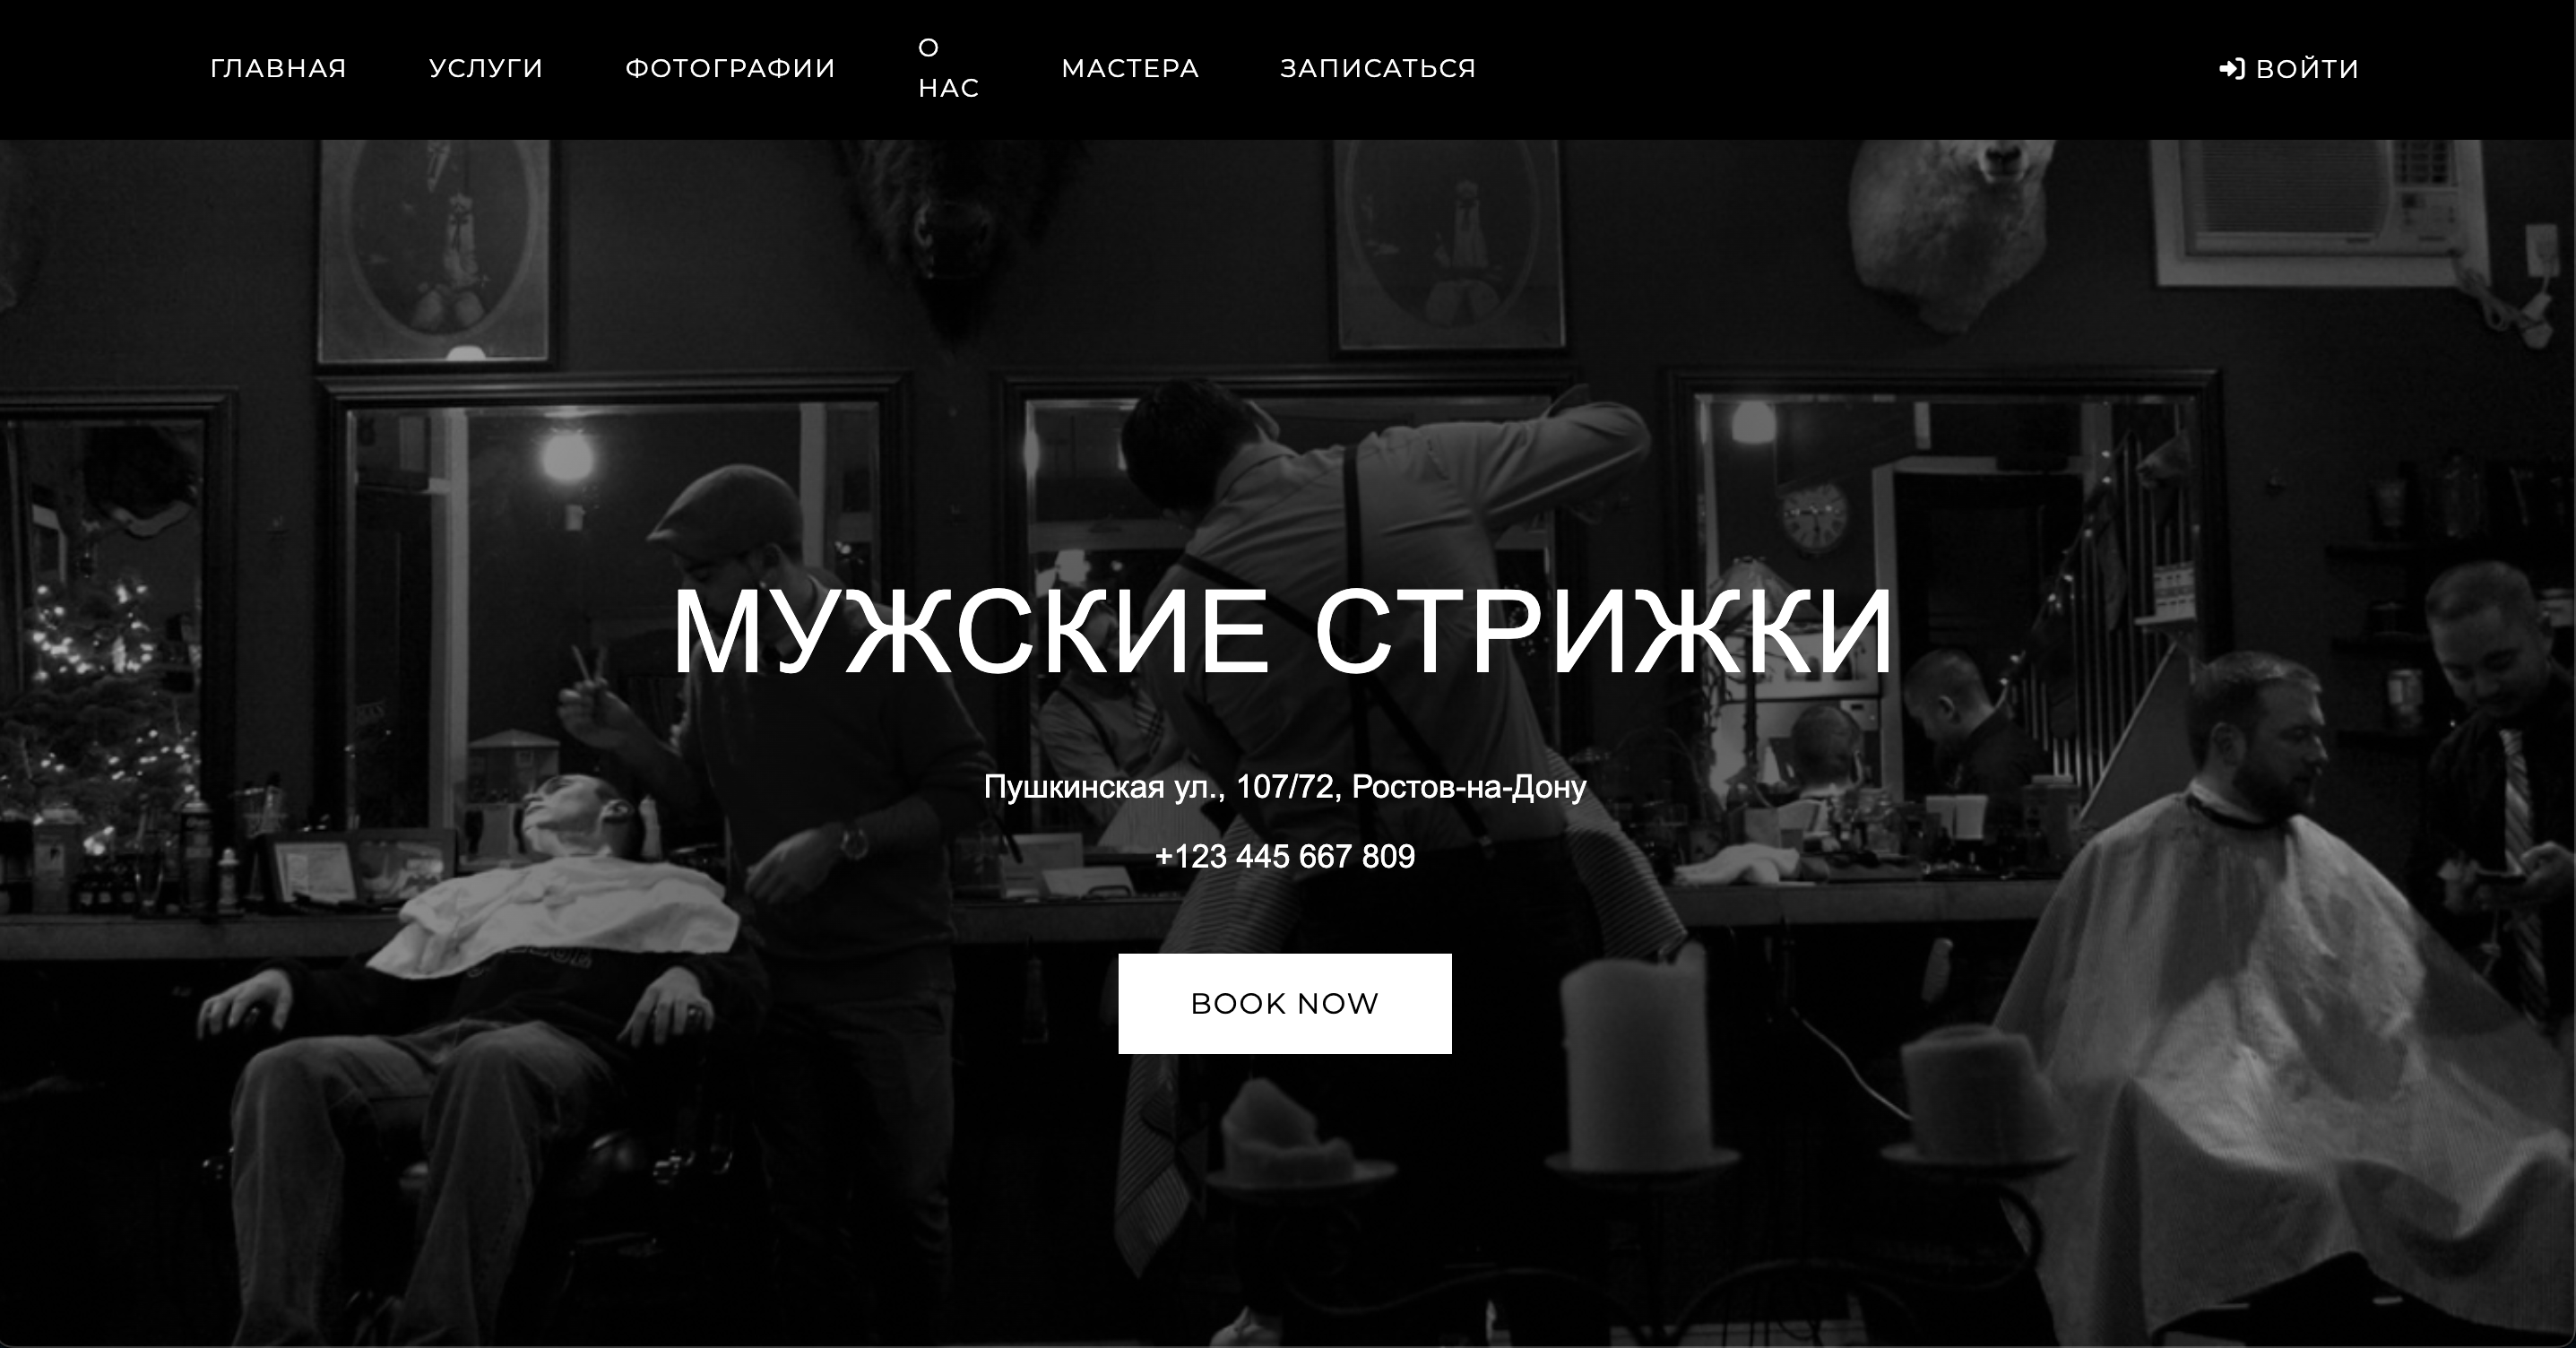 ГЛАВНАЯ
УСЛУГИ
ФОТОГРАФИИ
О
НАС
МАСТЕРА
ЗАПИСАТЬСЯ
ВОЙТИ
МУЖСКИЕ СТРИЖКИ
Пушкинская ул., 107/72, Ростов-на-Дону
+123 445 667 809
BOOK NOW